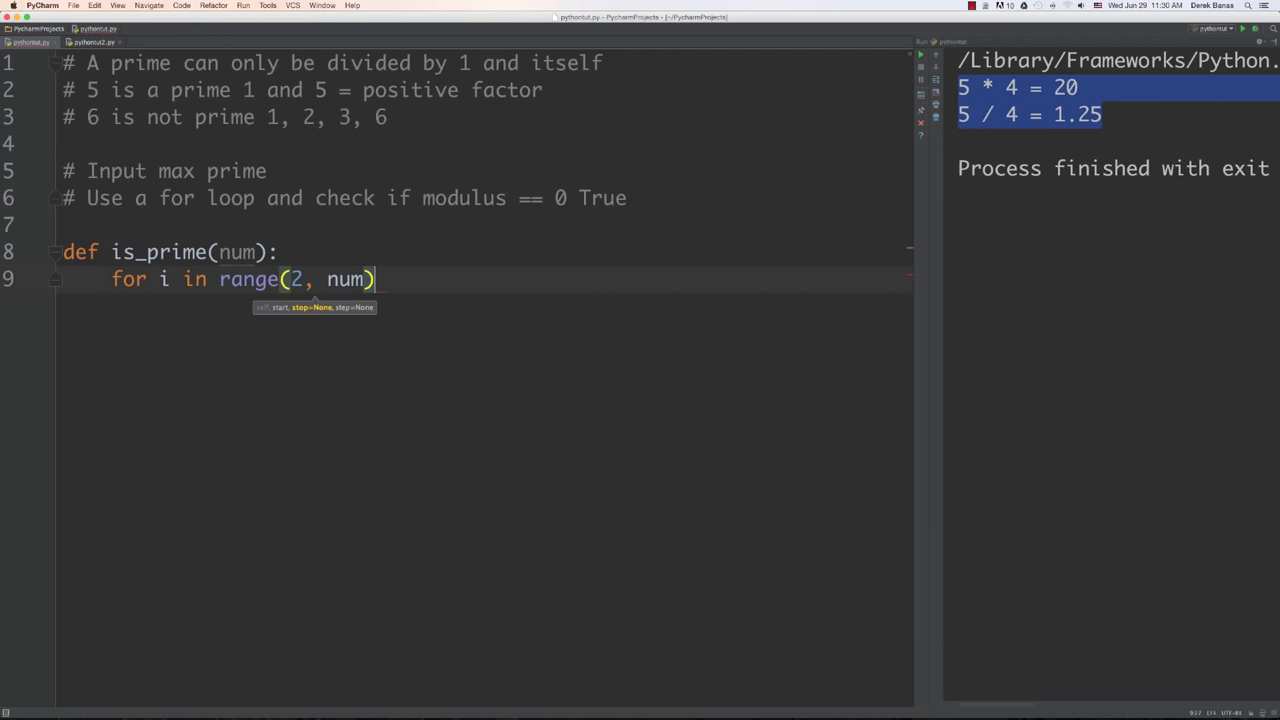 PyCharm File Edit View Navigate Code Refactor Run Tools VCS Window Help 10 Wed Jun 29 11:30 AM Derek Banas
pythontut.py - PycharmProjects - [~/PycharmProjects]
PycharmProjects pythontut.py pythontut
pythontut.py pythontut2.py Run pythontut
1 # A prime can only be divided by 1 and itself
2 # 5 is a prime 1 and 5 = positive factor
3 # 6 is not prime 1, 2, 3, 6
4
5 # Input max prime
6 # Use a for loop and check if modulus == 0 True
7
8 def is_prime(num):
9 for i in range(2, num)
self, start, stop=None, step=None
/Library/Frameworks/Python.
5 * 4 = 20
5 / 4 = 1.25
Process finished with exit
9:27 LF‡ UTF-8‡